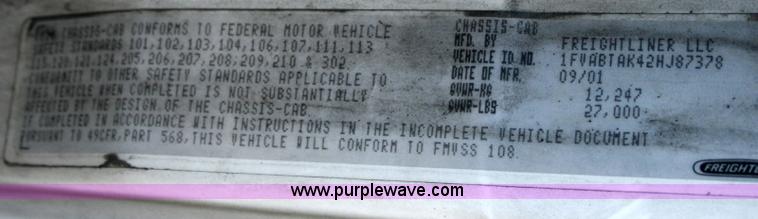 CHASSIS-CAB CONFORMS TO FEDERAL MOTOR VEHICLE
SAFETY STANDARDS 101,102,103,104,106,107,111,113
124,205,206,207,208,209,210 & 302.
CONFORMITY TO OTHER SAFETY STANDARDS APPLICABLE TO
THIS VEHICLE WHEN COMPLETED IS NOT SUBSTANTIALLY
AFFECTED BY THE DESIGN OF THE CHASSIS-CAB.
IF COMPLETED IN ACCORDANCE WITH INSTRUCTIONS IN THE INCOMPLETE VEHICLE DOCUMENT
PURSUANT TO 49CFR,PART 568,THIS VEHICLE WILL CONFORM TO FMVSS 108.
CHASSIS-CAB
MFD. BY FREIGHTLINER LLC
VEHICLE ID NO. 1FVABTAK42HJ87378
DATE OF MFR. 09/01
GVWR-KG 12,247
GVWR-LBS 27,000
FREIGHTL
www.purplewave.com